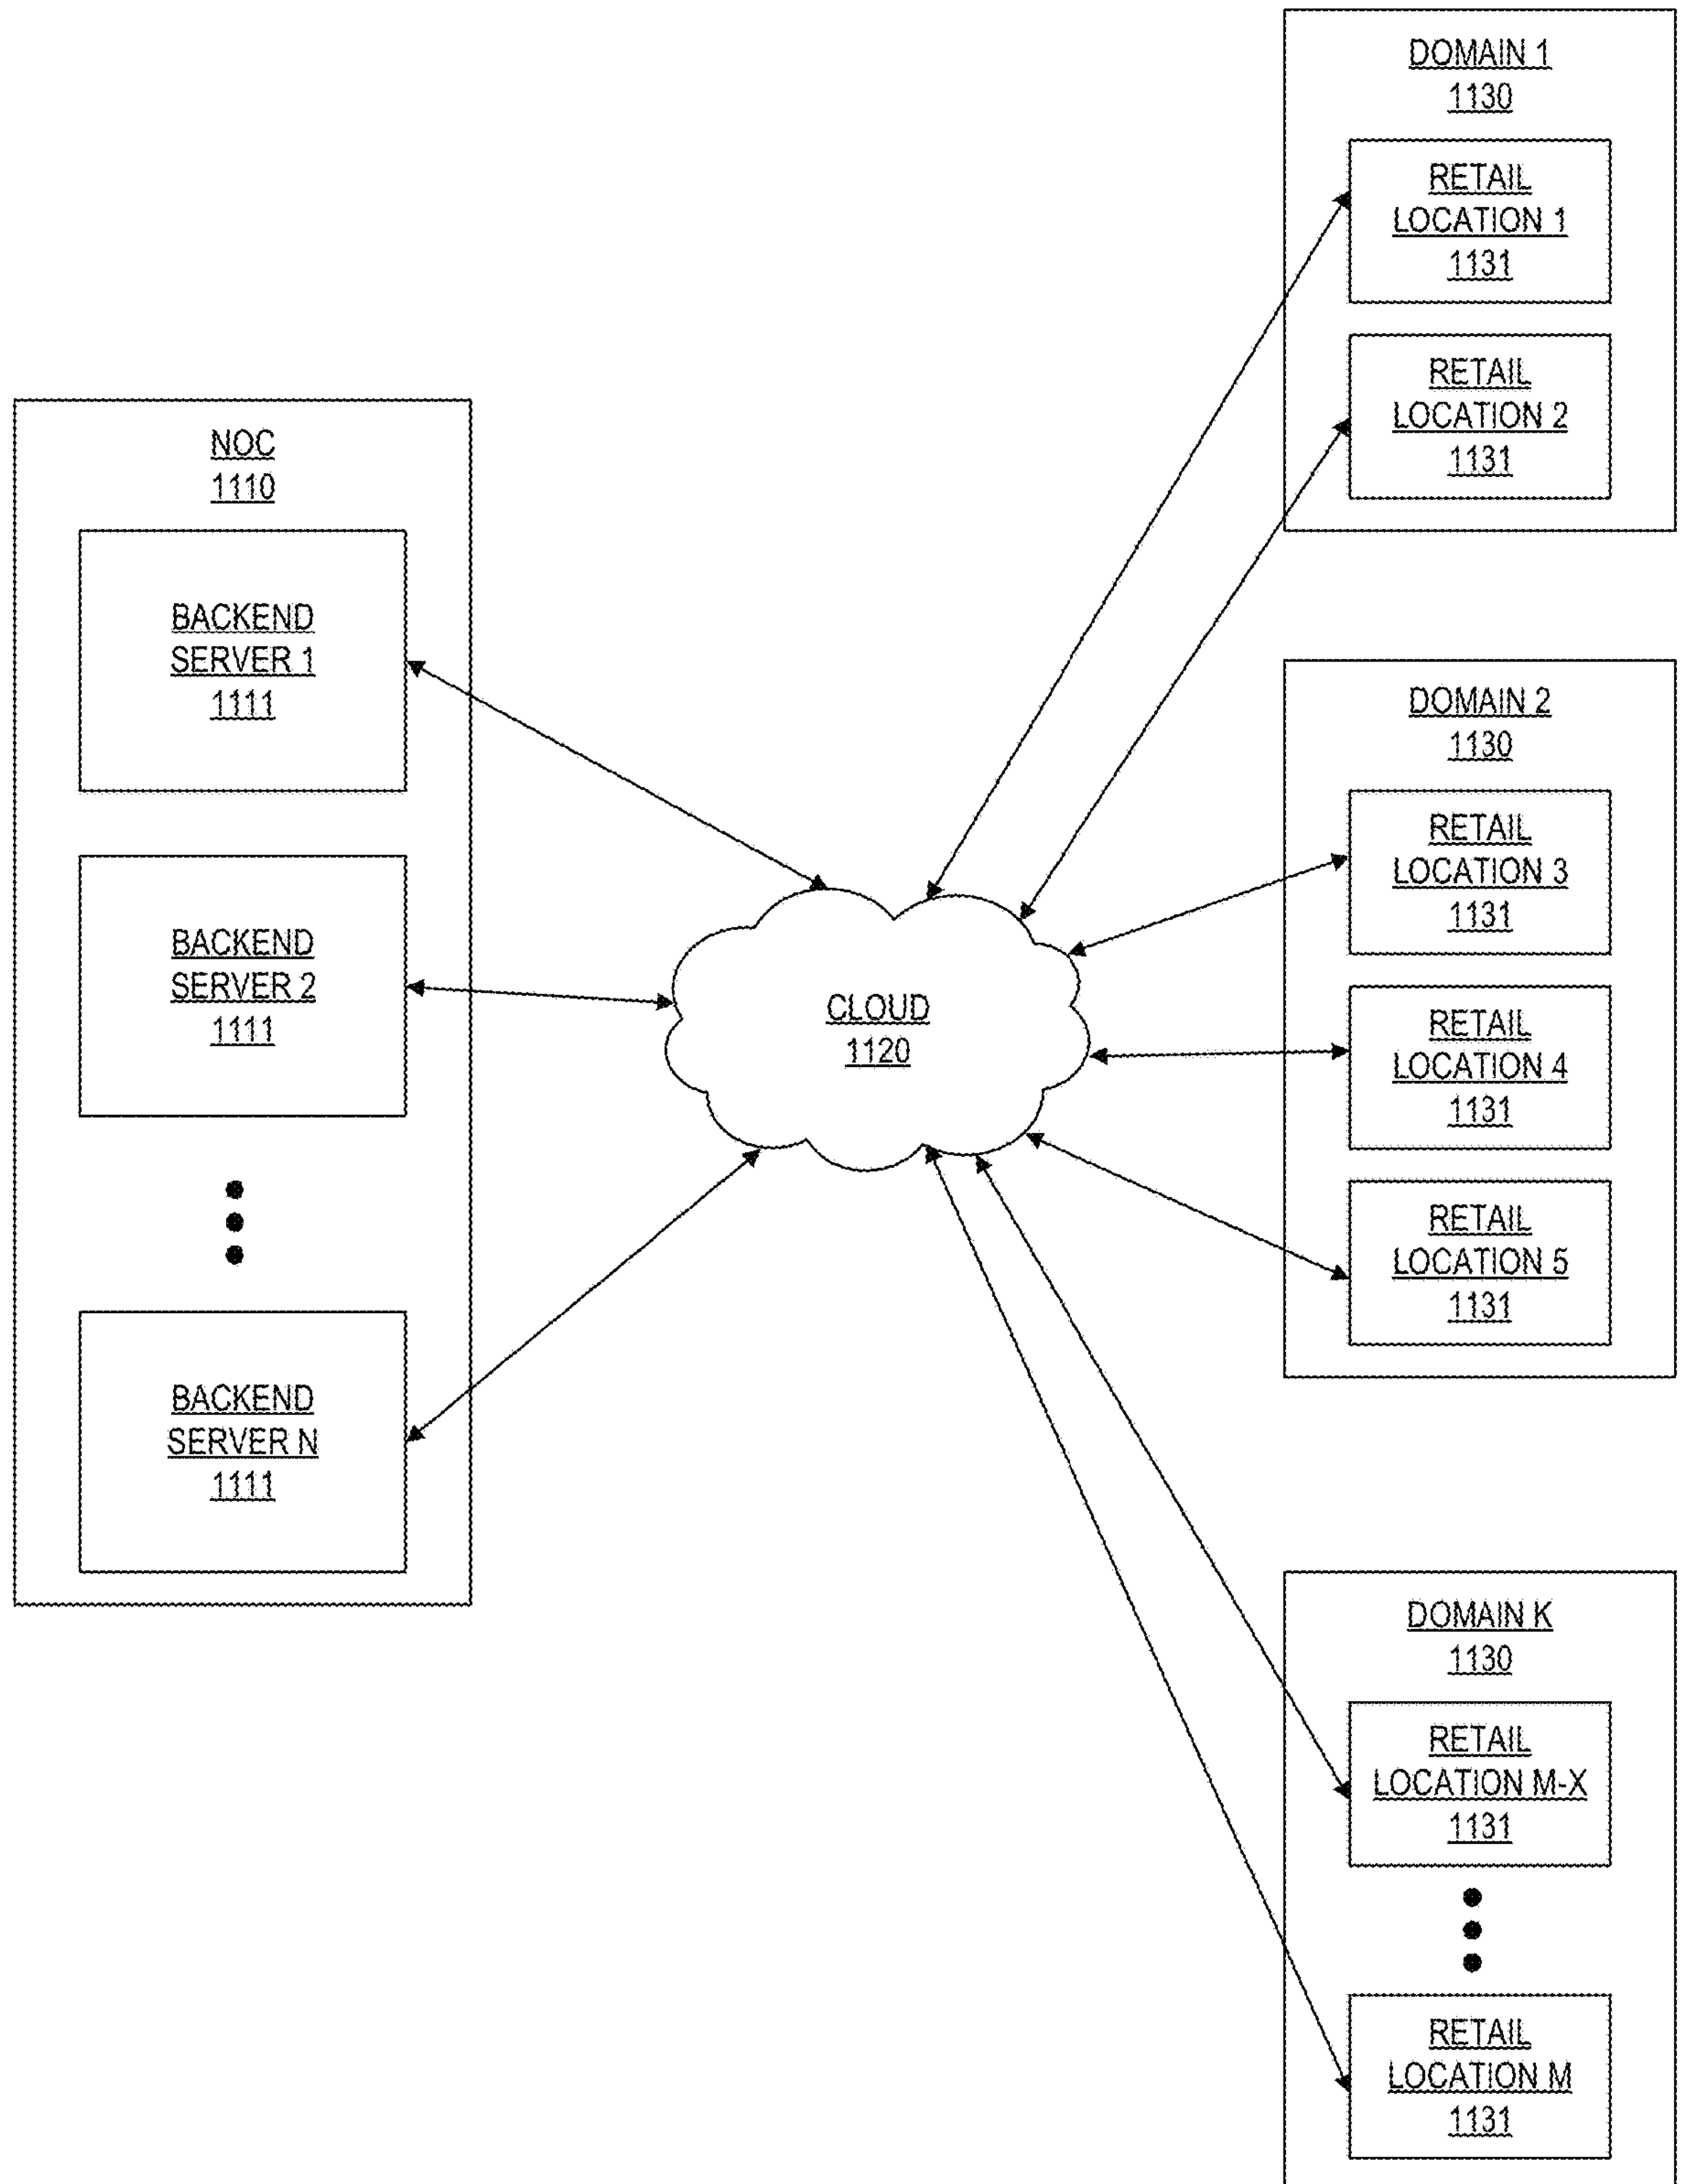 NOC
1110
BACKEND
SERVER 1
1111
BACKEND
SERVER 2
1111
BACKEND
SERVER N
1111
CLOUD
1120
DOMAIN 1
1130
RETAIL
LOCATION 1
1131
RETAIL
LOCATION 2
1131
DOMAIN 2
1130
RETAIL
LOCATION 3
1131
RETAIL
LOCATION 4
1131
RETAIL
LOCATION 5
1131
DOMAIN K
1130
RETAIL
LOCATION M-X
1131
RETAIL
LOCATION M
1131